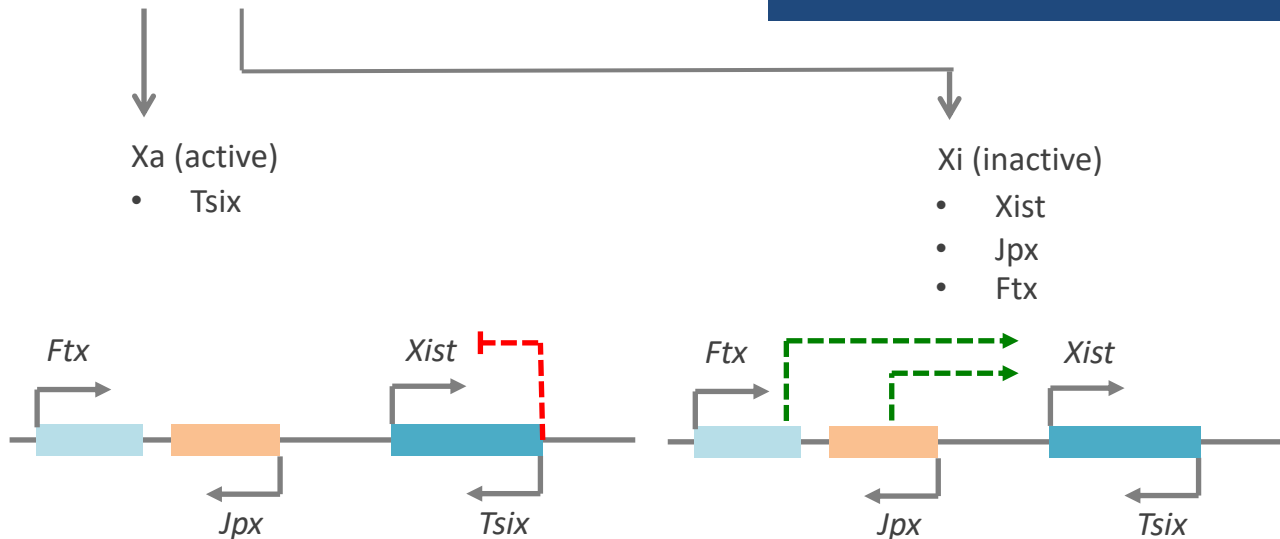 Xa (active)
• Tsix
Xi (inactive)
• Xist
• Jpx
• Ftx
Ftx
Xist
Jpx
Tsix
Ftx
Xist
Jpx
Tsix